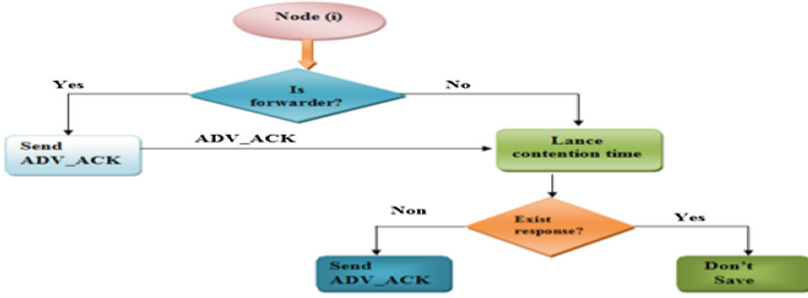 Node (i)
Is
forwarder?
Yes
No
Send
ADV_ACK
ADV_ACK
Lance
contention time
Exist
response?
Non
Yes
Send
ADV_ACK
Don't
Save